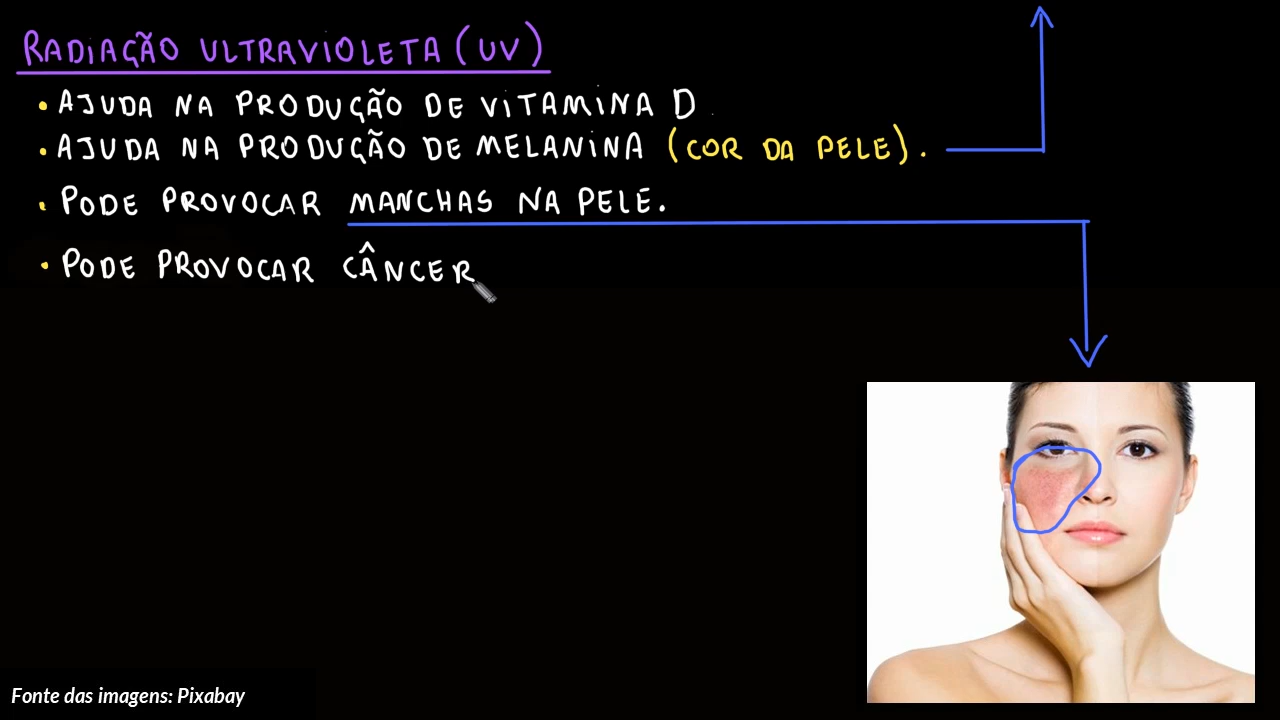 RADIAÇÃO ULTRAVIOLETA (UV)
• AJUDA NA PRODUÇÃO DE VITAMINA D
• AJUDA NA PRODUÇÃO DE MELANINA (COR DA PELE).
• PODE PROVOCAR MANCHAS NA PELE.
• PODE PROVOCAR CÂNCER
Fonte das imagens: Pixabay